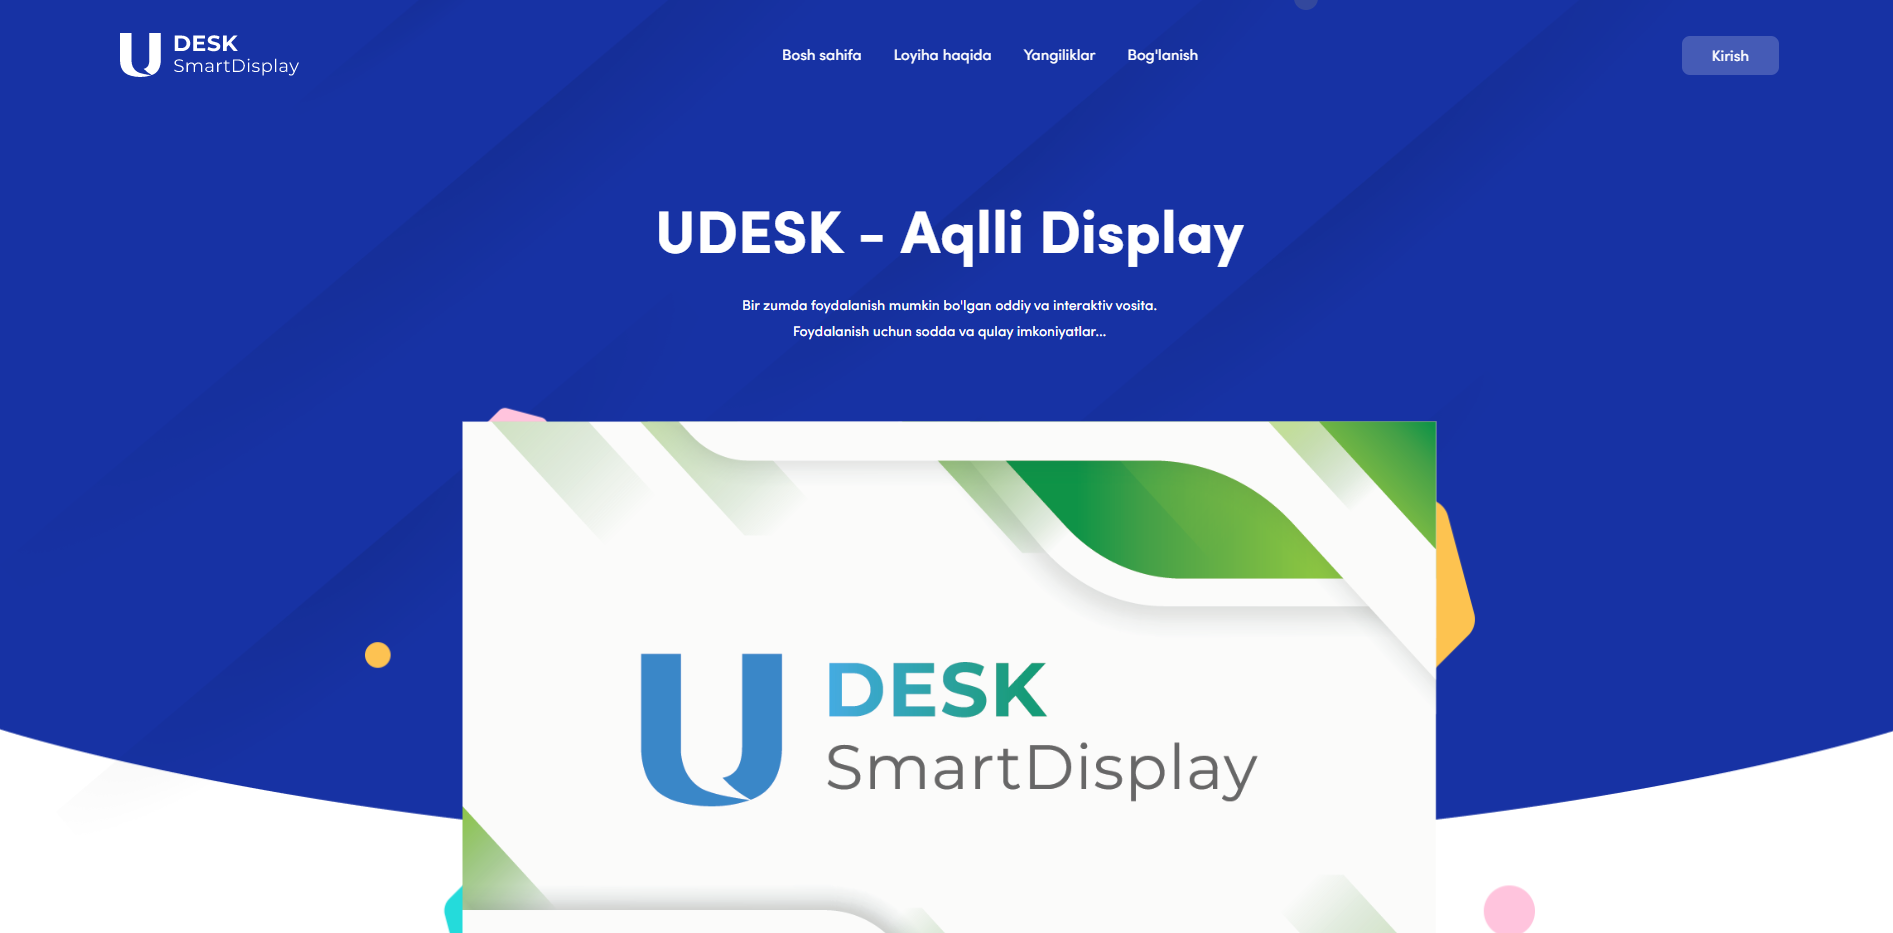 U DESK
SmartDisplay
Bosh sahifa
Loyiha haqida
Yangiliklar
Bog'lanish
Kirish
UDESK - Aqlli Display
Bir zumda foydalanish mumkin bo'lgan oddiy va interaktiv vosita.
Foydalanish uchun sodda va qulay imkoniyatlar...
U DESK
SmartDisplay